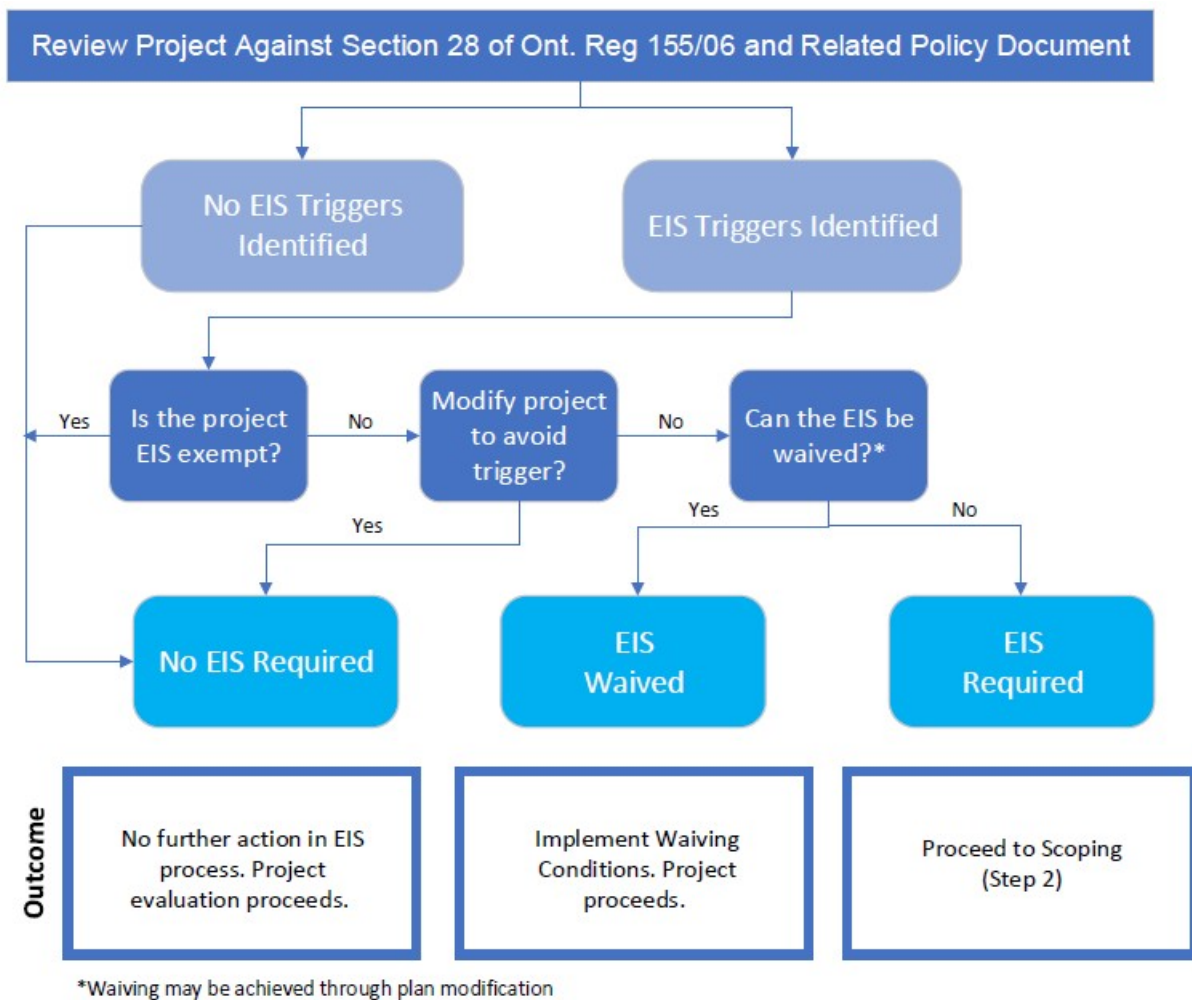 Review Project Against Section 28 of Ont. Reg 155/06 and Related Policy Document
No EIS Triggers
Identified
EIS Triggers Identified
Yes
Is the project
EIS exempt?
No
Modify project
to avoid
trigger?
No
Can the EIS be
waived?*
Yes
Yes
No
No EIS Required
EIS
Waived
EIS
Required
Outcome
No further action in EIS
process. Project
evaluation proceeds.
Implement Waiving
Conditions. Project
proceeds.
Proceed to Scoping
(Step 2)
*Waiving may be achieved through plan modification